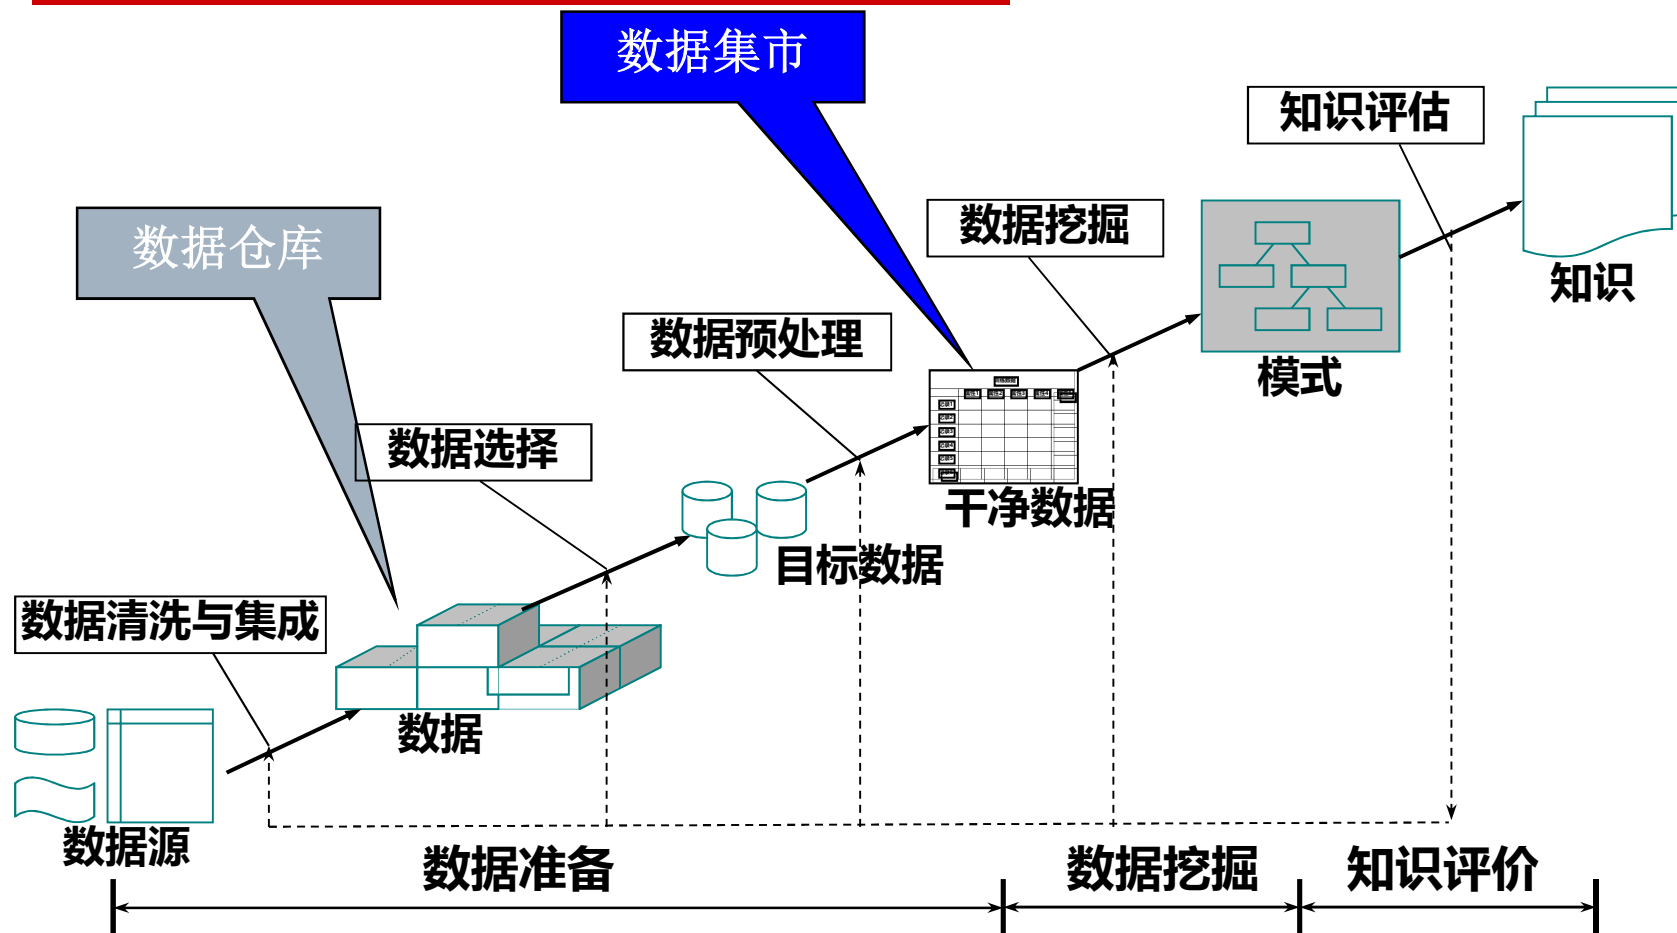 数据集市
知识评估
数据挖掘
数据仓库
知识
数据预处理
模式
数据选择
干净数据
目标数据
数据清洗与集成
数据
数据源
数据准备
数据挖掘
知识评价